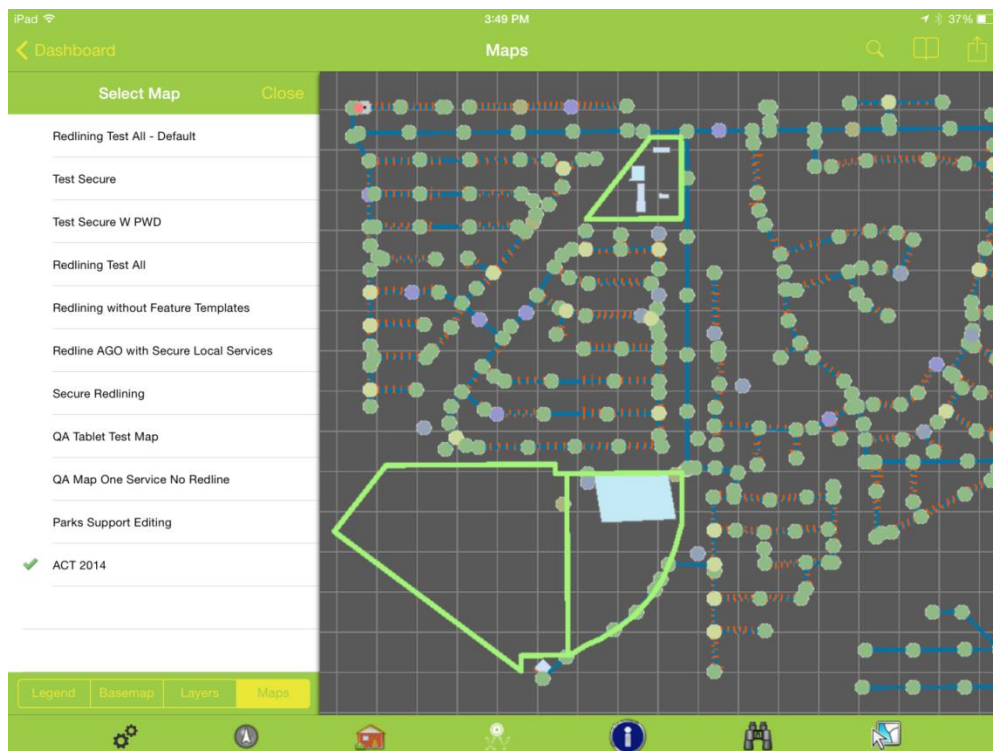 iPad 3:49 PM 37%
Dashboard Maps
Select Map Close
Redlining Test All - Default
Test Secure
Test Secure W PWD
Redlining Test All
Redlining without Feature Templates
Redline AGO with Secure Local Services
Secure Redlining
QA Tablet Test Map
QA Map One Service No Redline
Parks Support Editing
ACT 2014
Legend Basemap Layers Maps